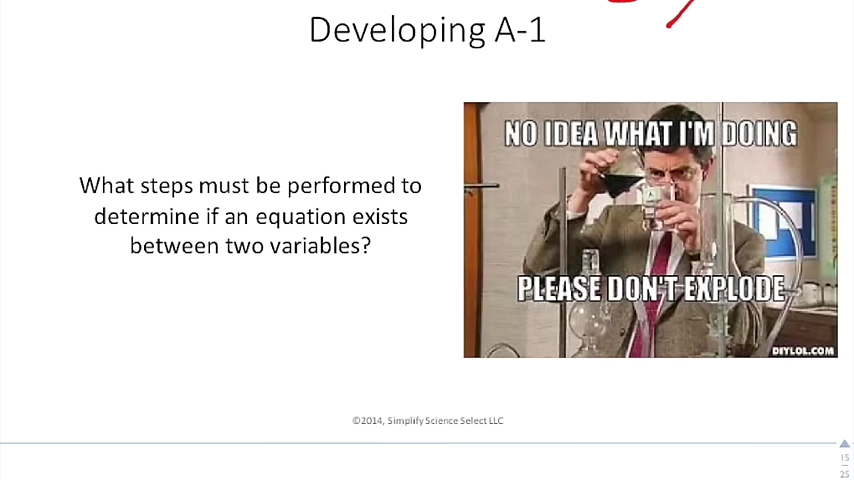 Developing A-1
What steps must be performed to
determine if an equation exists
between two variables?
NO IDEA WHAT I'M DOING
A
PLEASE DON'T EXPLODE
DIYLOL.COM
©2014, Simplify Science Select LLC
15
25